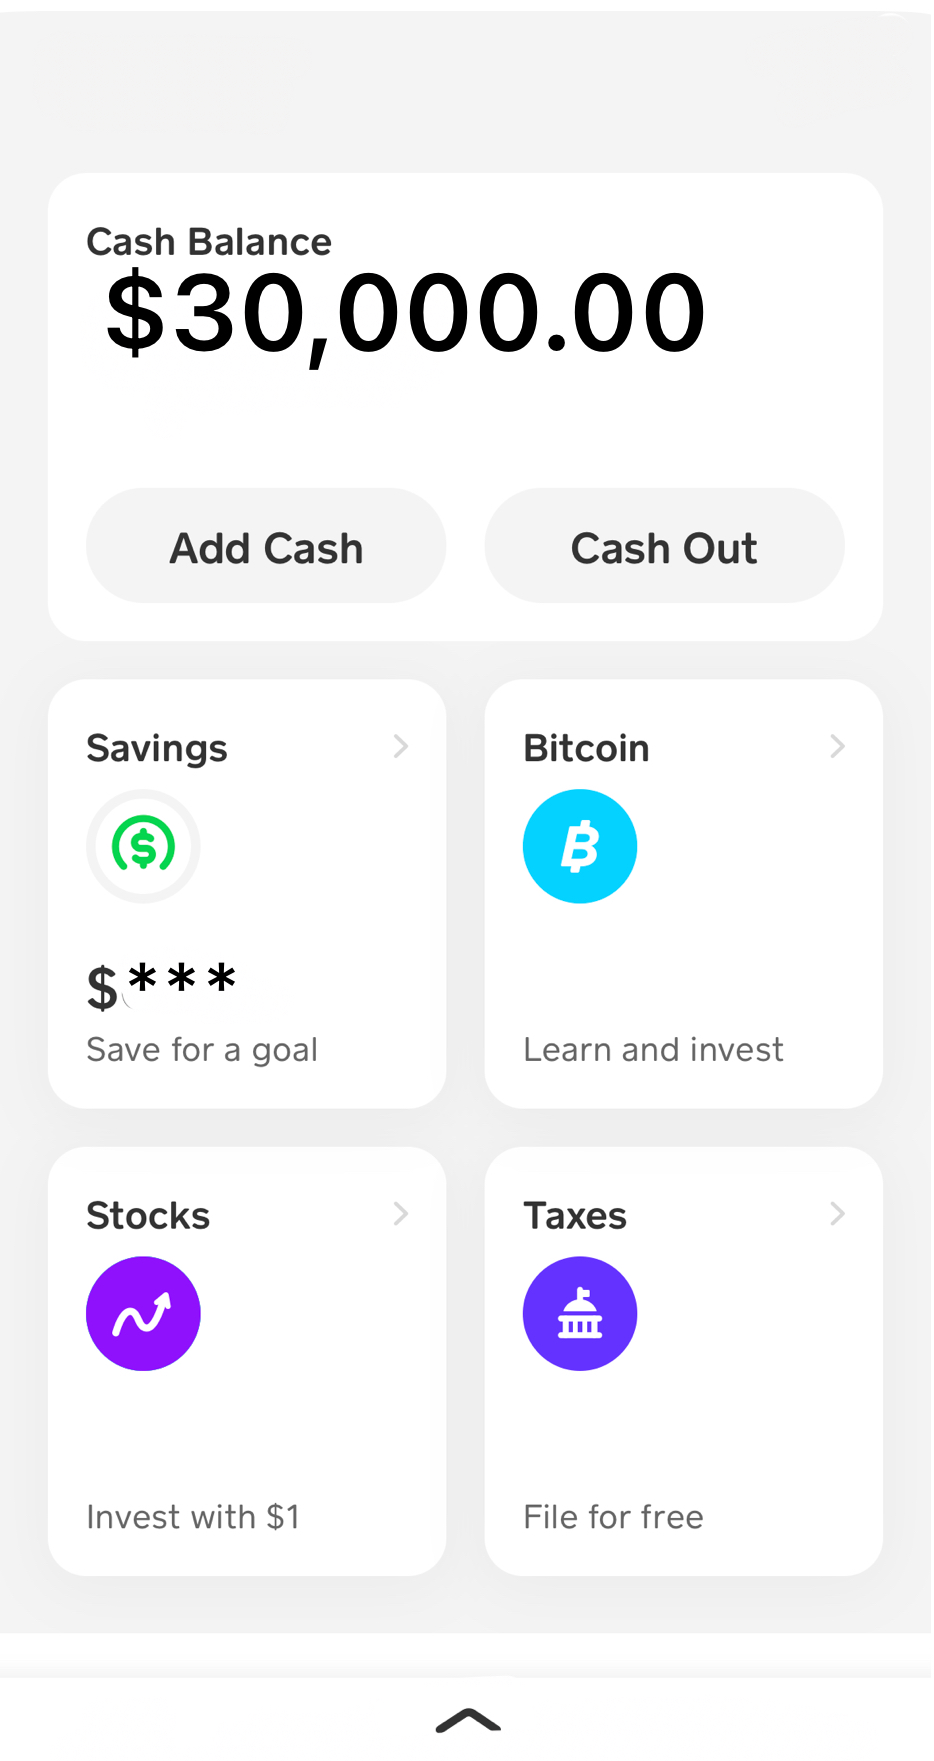 Cash Balance
$30,000.00
Add Cash Cash Out
Savings
$***
Save for a goal
Bitcoin
Learn and invest
Stocks
Invest with $1
Taxes
File for free